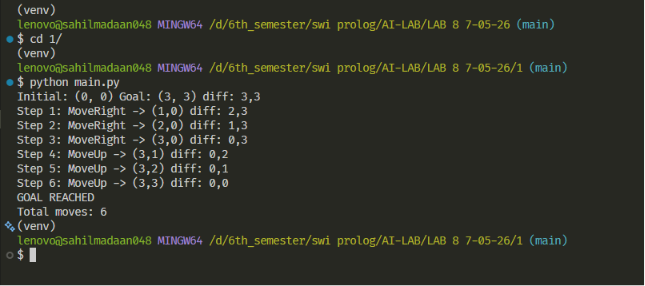 (venv)
lenovo@sahilmadaan048 MINGW64 /d/6th_semester/swi prolog/AI-LAB/LAB 8 7-05-26 (main)
$ cd 1/
(venv)
lenovo@sahilmadaan048 MINGW64 /d/6th_semester/swi prolog/AI-LAB/LAB 8 7-05-26/1 (main)
$ python main.py
Initial: (0, 0) Goal: (3, 3) diff: 3,3
Step 1: MoveRight -> (1,0) diff: 2,3
Step 2: MoveRight -> (2,0) diff: 1,3
Step 3: MoveRight -> (3,0) diff: 0,3
Step 4: MoveUp -> (3,1) diff: 0,2
Step 5: MoveUp -> (3,2) diff: 0,1
Step 6: MoveUp -> (3,3) diff: 0,0
GOAL REACHED
Total moves: 6
(venv)
lenovo@sahilmadaan048 MINGW64 /d/6th_semester/swi prolog/AI-LAB/LAB 8 7-05-26/1 (main)
$